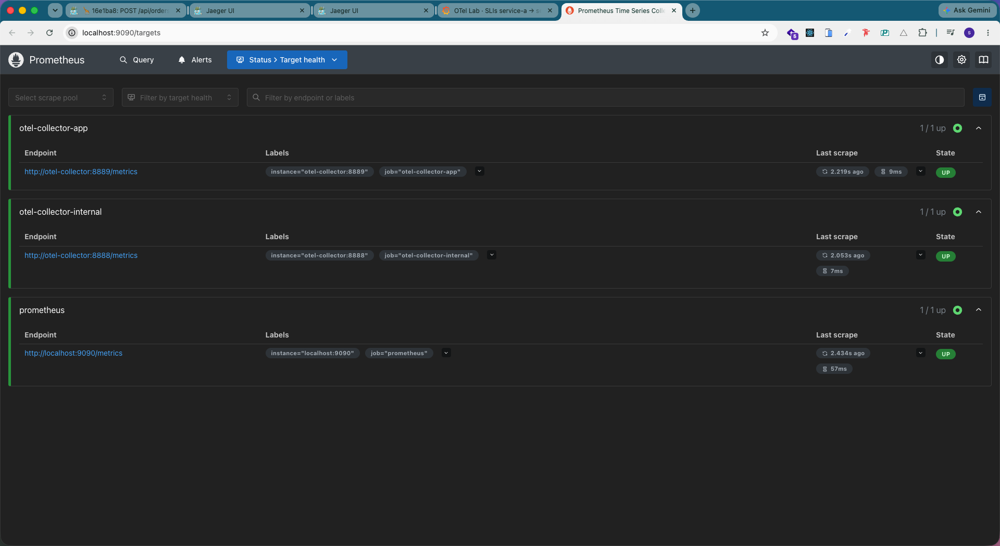 16e1ba8: POST /api/orders
Jaeger UI
Jaeger UI
OTel Lab · SLIs service-a → s
Prometheus Time Series Colle
Ask Gemini
localhost:9090/targets
5
s
Prometheus
Query
Alerts
Status > Target health
Select scrape pool
Filter by target health
Filter by endpoint or labels
otel-collector-app
1 / 1 up
Endpoint Labels Last scrape State
http://otel-collector:8889/metrics instance="otel-collector:8889" job="otel-collector-app" 2.219s ago 9ms UP
otel-collector-internal
1 / 1 up
Endpoint Labels Last scrape State
http://otel-collector:8888/metrics instance="otel-collector:8888" job="otel-collector-internal" 2.053s ago UP
7ms
prometheus
1 / 1 up
Endpoint Labels Last scrape State
http://localhost:9090/metrics instance="localhost:9090" job="prometheus" 2.434s ago UP
57ms